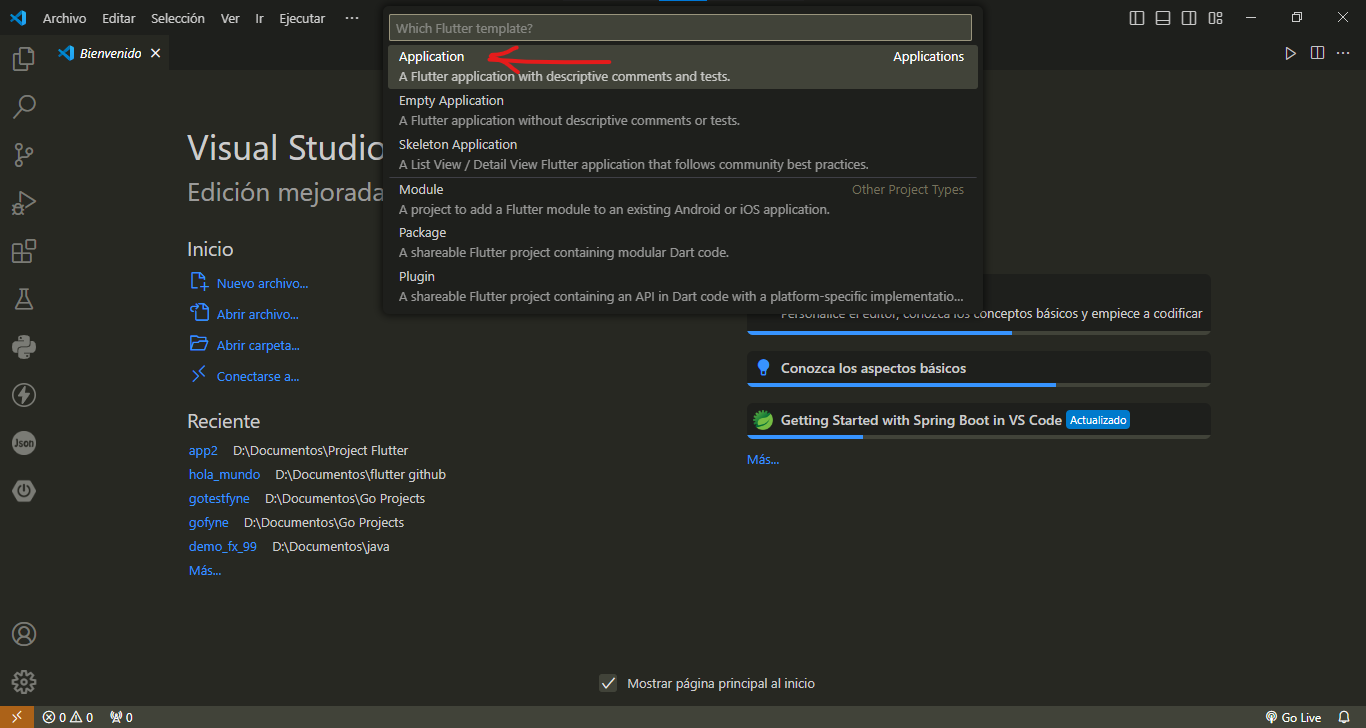 Archivo Editar Selección Ver Ir Ejecutar ···
Which Flutter template?
Bienvenido
Application Applications
A Flutter application with descriptive comments and tests.
Empty Application
A Flutter application without descriptive comments or tests.
Skeleton Application
A List View / Detail View Flutter application that follows community best practices.
Module Other Project Types
A project to add a Flutter module to an existing Android or iOS application.
Package
A shareable Flutter project containing modular Dart code.
Plugin
A shareable Flutter project containing an API in Dart code with a platform-specific implementatio...
Visual Studio
Edición mejorada
Inicio
Nuevo archivo...
Abrir archivo...
Abrir carpeta...
Conectarse a...
Reciente
app2 D:\Documentos\Project Flutter
hola_mundo D:\Documentos\flutter github
gotestfyne D:\Documentos\Go Projects
gofyne D:\Documentos\Go Projects
demo_fx_99 D:\Documentos\java
Más...
Personalice el editor, conozca los conceptos básicos y empiece a codificar
Conozca los aspectos básicos
Getting Started with Spring Boot in VS Code Actualizado
Más...
Json
Mostrar página principal al inicio
0 0 0 Go Live